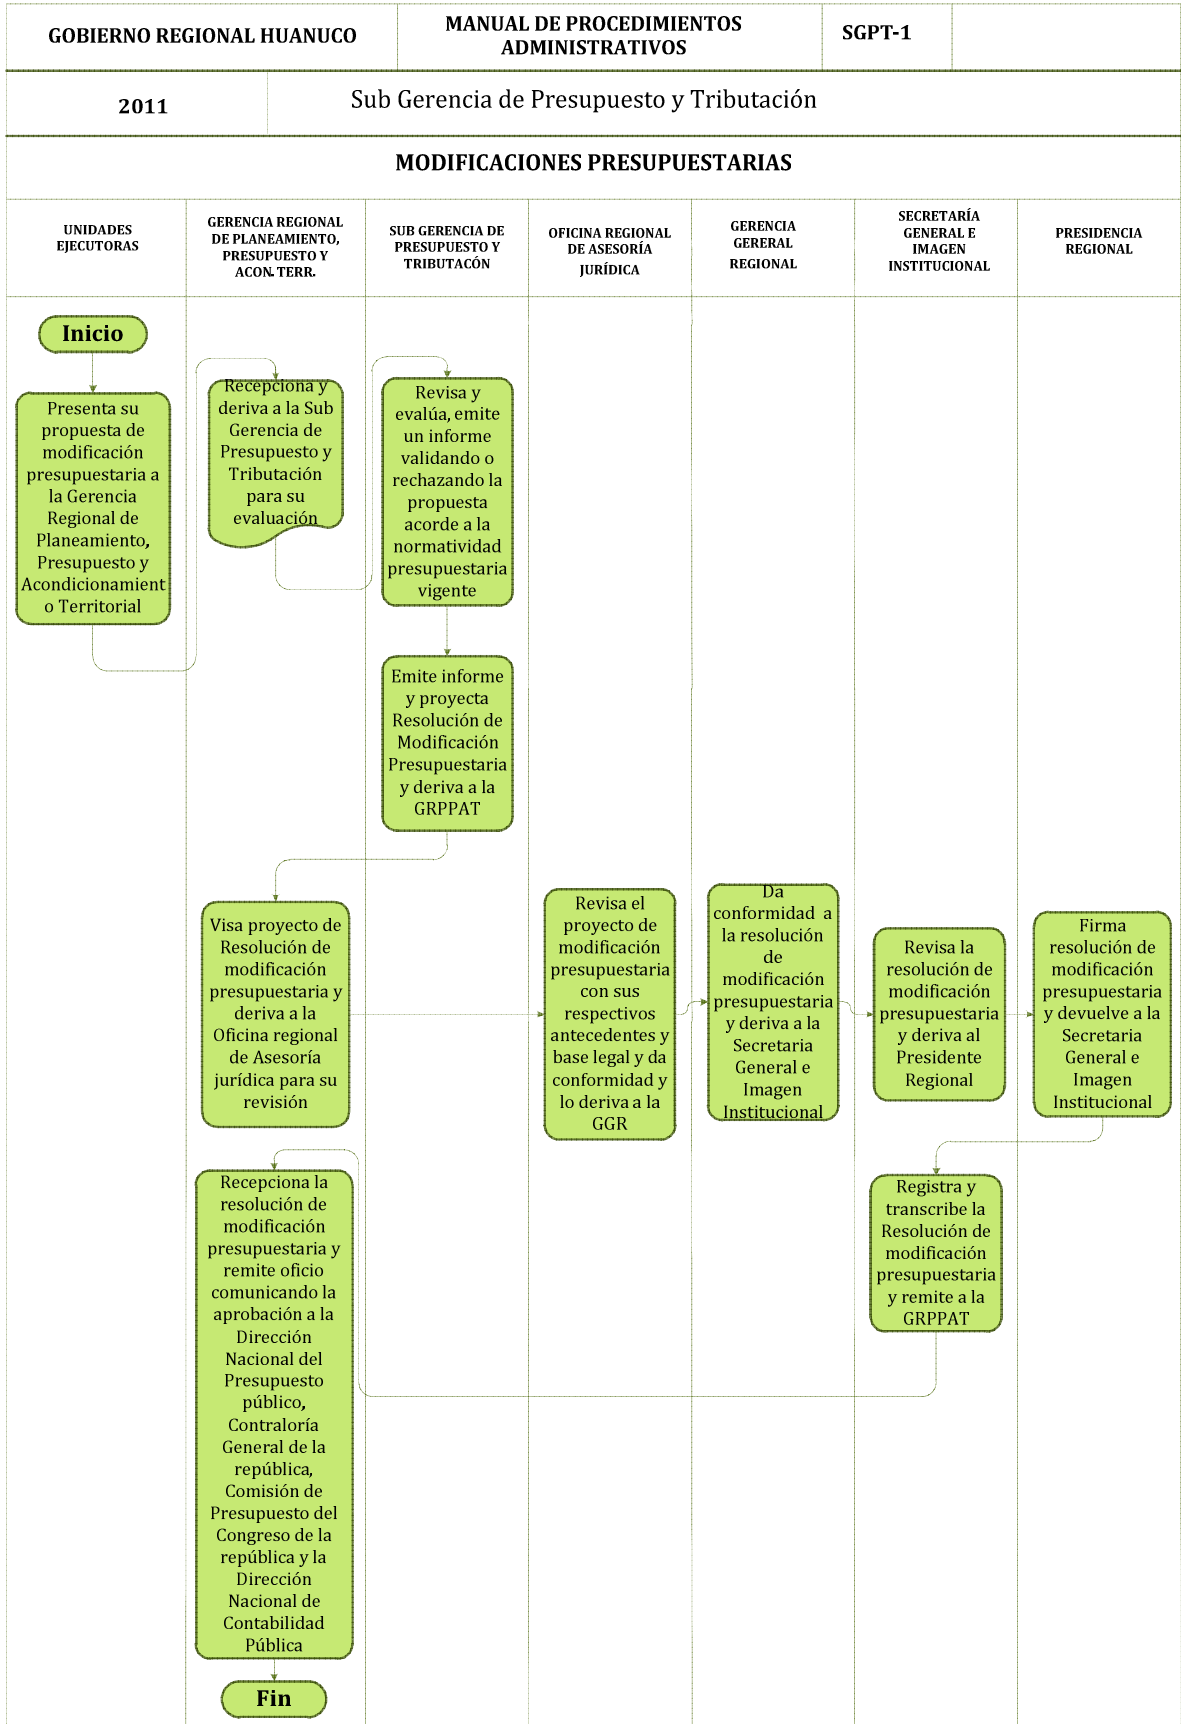 GOBIERNO REGIONAL HUANUCO
MANUAL DE PROCEDIMIENTOS
ADMINISTRATIVOS
SGPT-1
2011
Sub Gerencia de Presupuesto y Tributación
MODIFICACIONES PRESUPUESTARIAS
UNIDADES
EJECUTORAS
GERENCIA REGIONAL
DE PLANEAMIENTO,
PRESUPUESTO Y
ACON. TERR.
SUB GERENCIA DE
PRESUPUESTO Y
TRIBUTACÓN
OFICINA REGIONAL
DE ASESORÍA
JURÍDICA
GERENCIA
GERERAL
REGIONAL
SECRETARÍA
GENERAL E
IMAGEN
INSTITUCIONAL
PRESIDENCIA
REGIONAL
Inicio
Presenta su
propuesta de
modificación
presupuestaria a
la Gerencia
Regional de
Planeamiento,
Presupuesto y
Acondicionamient
o Territorial
Recepciona y
deriva a la Sub
Gerencia de
Presupuesto y
Tributación
para su
evaluación
Revisa y
evalúa, emite
un informe
validando o
rechazando la
propuesta
acorde a la
normatividad
presupuestaria
vigente
Emite informe
y proyecta
Resolución de
Modificación
Presupuestaria
y deriva a la
GRPPAT
Visa proyecto de
Resolución de
modificación
presupuestaria y
deriva a la
Oficina regional
de Asesoría
jurídica para su
revisión
Revisa el
proyecto de
modificación
presupuestaria
con sus
respectivos
antecedentes y
base legal y da
conformidad y
lo deriva a la
GGR
Da
conformidad a
la resolución
de
modificación
presupuestaria
y deriva a la
Secretaria
General e
Imagen
Institucional
Revisa la
resolución de
modificación
presupuestaria
y deriva al
Presidente
Regional
Firma
resolución de
modificación
presupuestaria
y devuelve a la
Secretaria
General e
Imagen
Institucional
Registra y
transcribe la
Resolución de
modificación
presupuestaria
y remite a la
GRPPAT
Recepciona la
resolución de
modificación
presupuestaria y
remite oficio
comunicando la
aprobación a la
Dirección
Nacional del
Presupuesto
público,
Contraloría
General de la
república,
Comisión de
Presupuesto del
Congreso de la
república y la
Dirección
Nacional de
Contabilidad
Pública
Fin